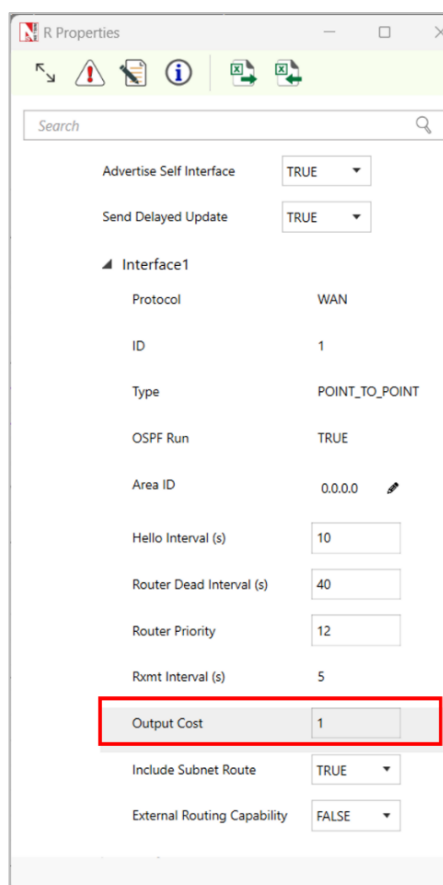 R Properties
Search
Advertise Self Interface TRUE
Send Delayed Update TRUE
Interface1
Protocol WAN
ID 1
Type POINT_TO_POINT
OSPF Run TRUE
Area ID 0.0.0.0
Hello Interval (s) 10
Router Dead Interval (s) 40
Router Priority 12
Rxmt Interval (s) 5
Output Cost 1
Include Subnet Route TRUE
External Routing Capability FALSE